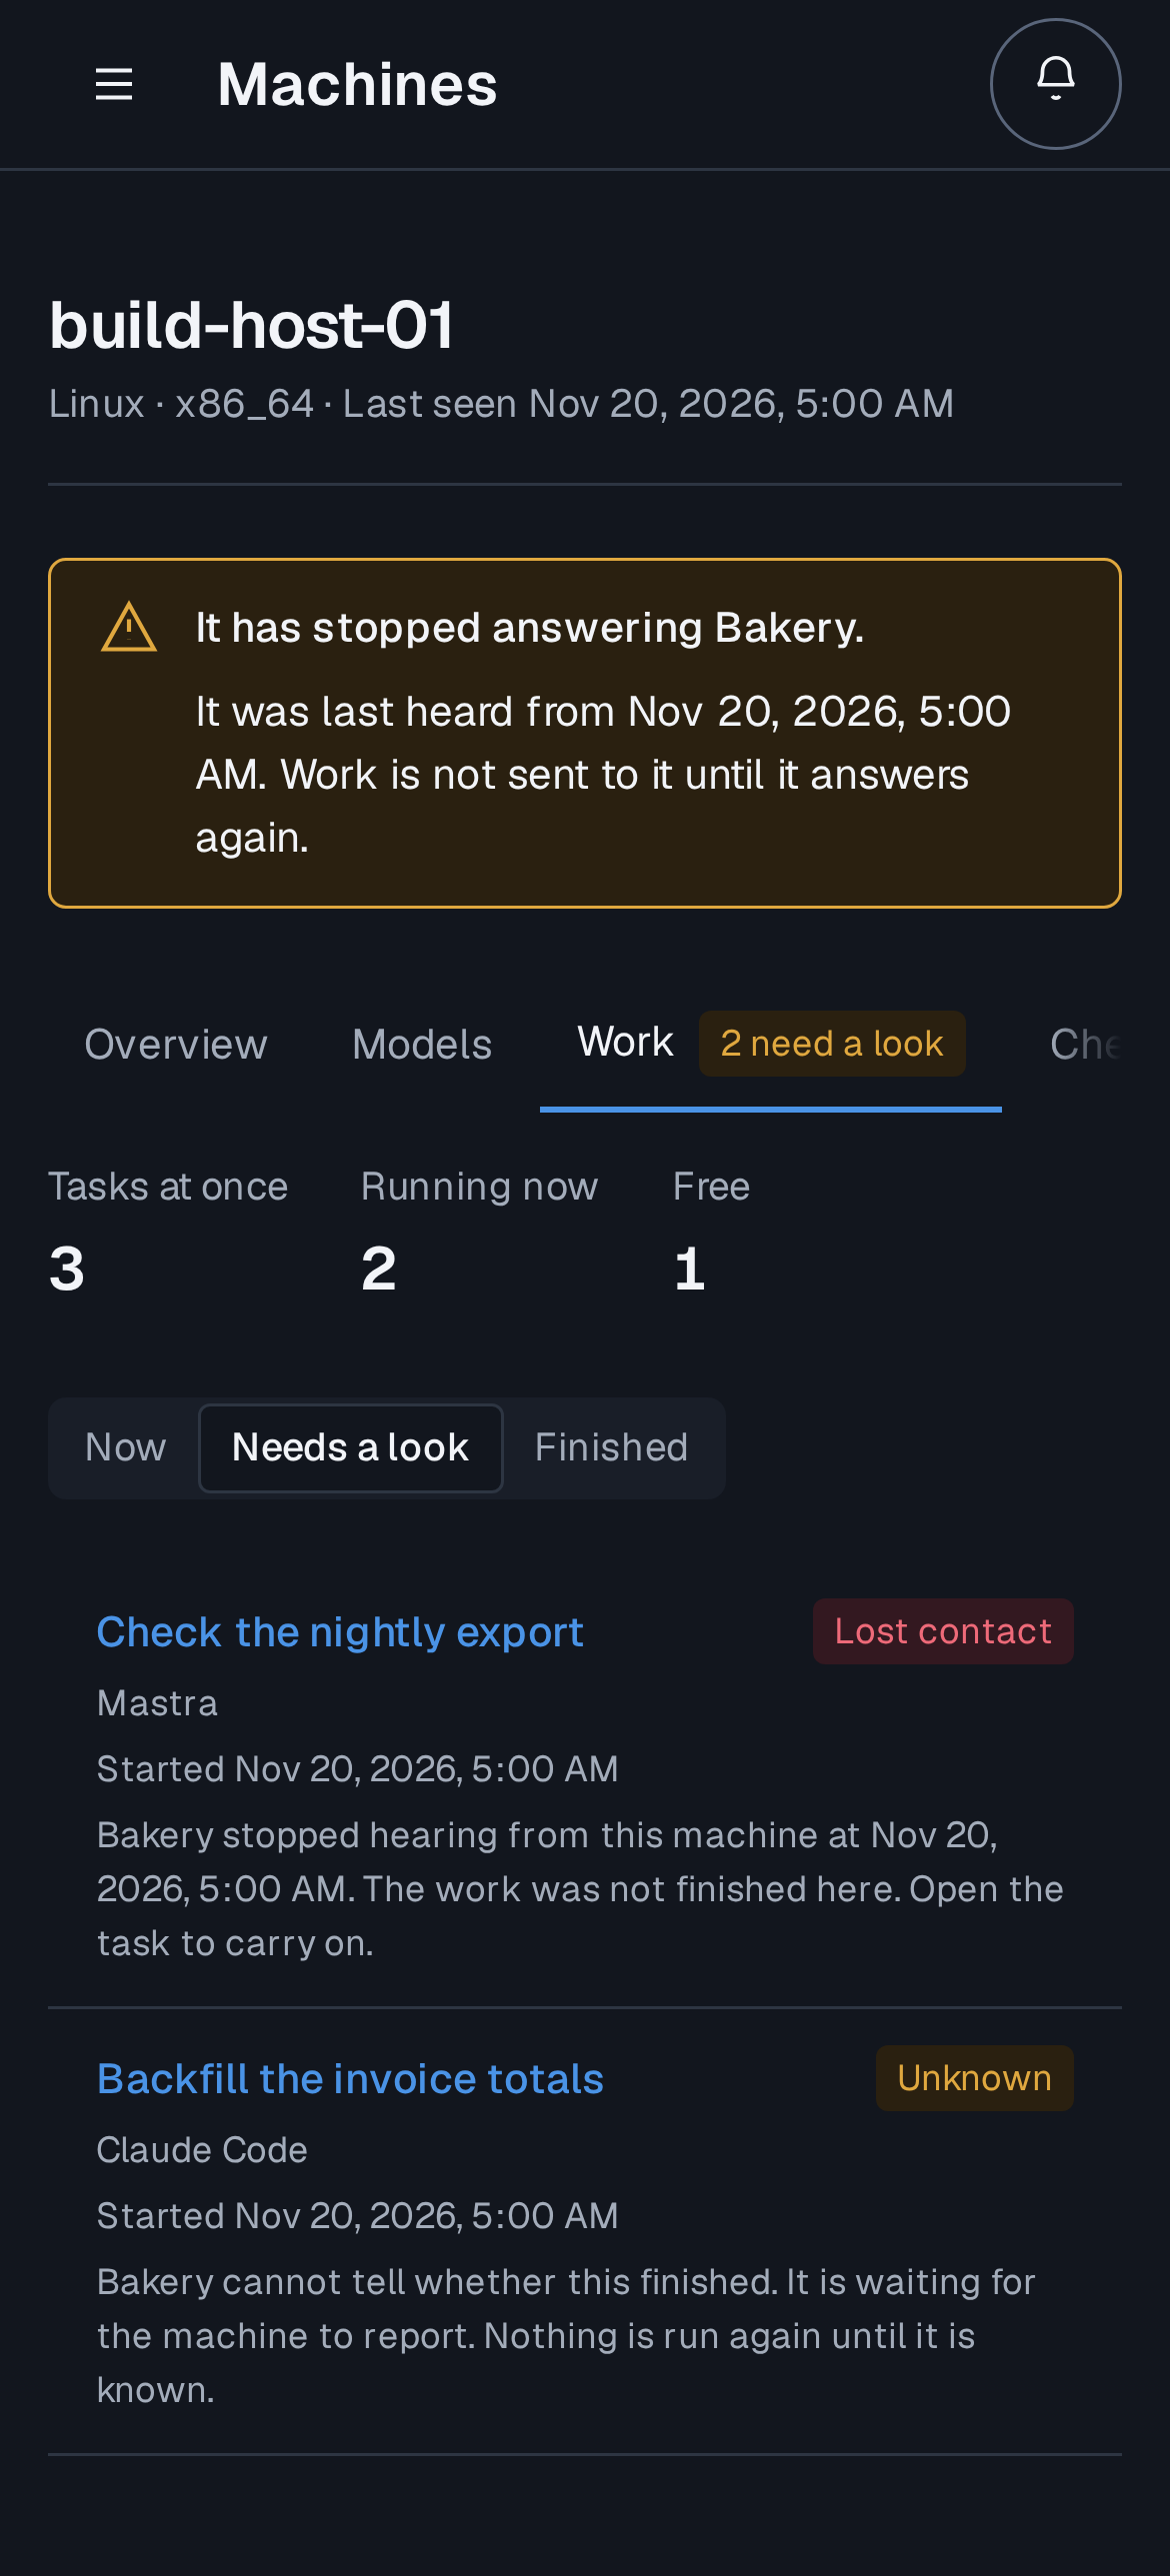 Machines
build-host-01
Linux · x86_64 · Last seen Nov 20, 2026, 5:00 AM
It has stopped answering Bakery.
It was last heard from Nov 20, 2026, 5:00
AM. Work is not sent to it until it answers
again.
Overview Models Work 2 need a look Che
Tasks at once Running now Free
3 2 1
Now Needs a look Finished
Check the nightly export Lost contact
Mastra
Started Nov 20, 2026, 5:00 AM
Bakery stopped hearing from this machine at Nov 20,
2026, 5:00 AM. The work was not finished here. Open the
task to carry on.
Backfill the invoice totals Unknown
Claude Code
Started Nov 20, 2026, 5:00 AM
Bakery cannot tell whether this finished. It is waiting for
the machine to report. Nothing is run again until it is
known.